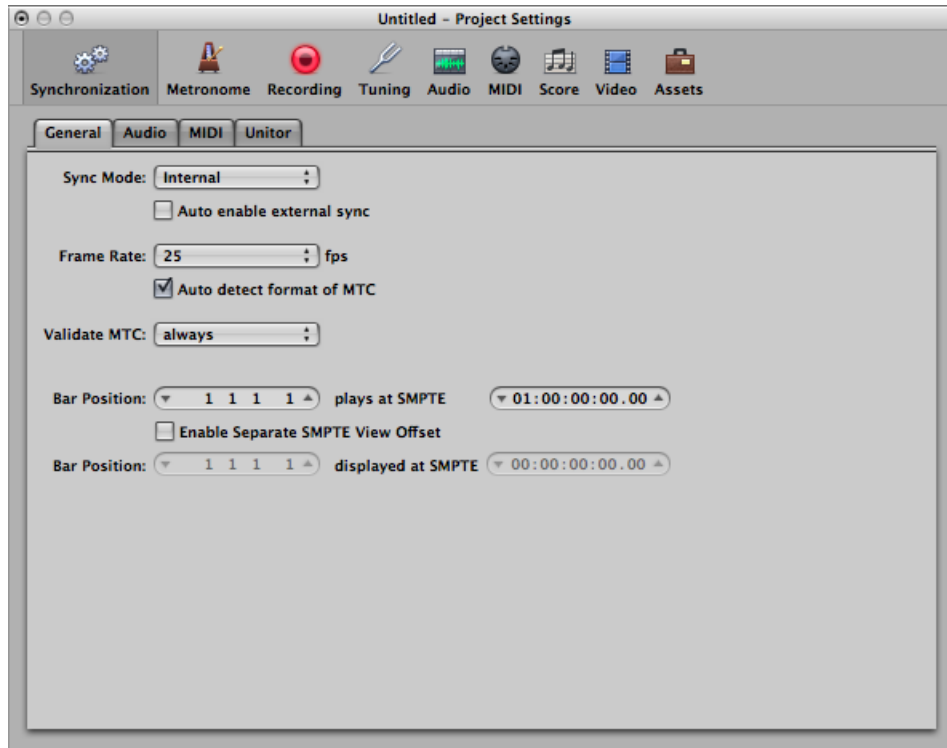 Untitled – Project Settings
Synchronization Metronome Recording Tuning Audio MIDI Score Video Assets
General Audio MIDI Unitor
Sync Mode: Internal
Auto enable external sync
Frame Rate: 25 fps
Auto detect format of MTC
Validate MTC: always
Bar Position: 1 1 1 1 plays at SMPTE 01:00:00:00.00
Enable Separate SMPTE View Offset
Bar Position: 1 1 1 1 displayed at SMPTE 00:00:00:00.00